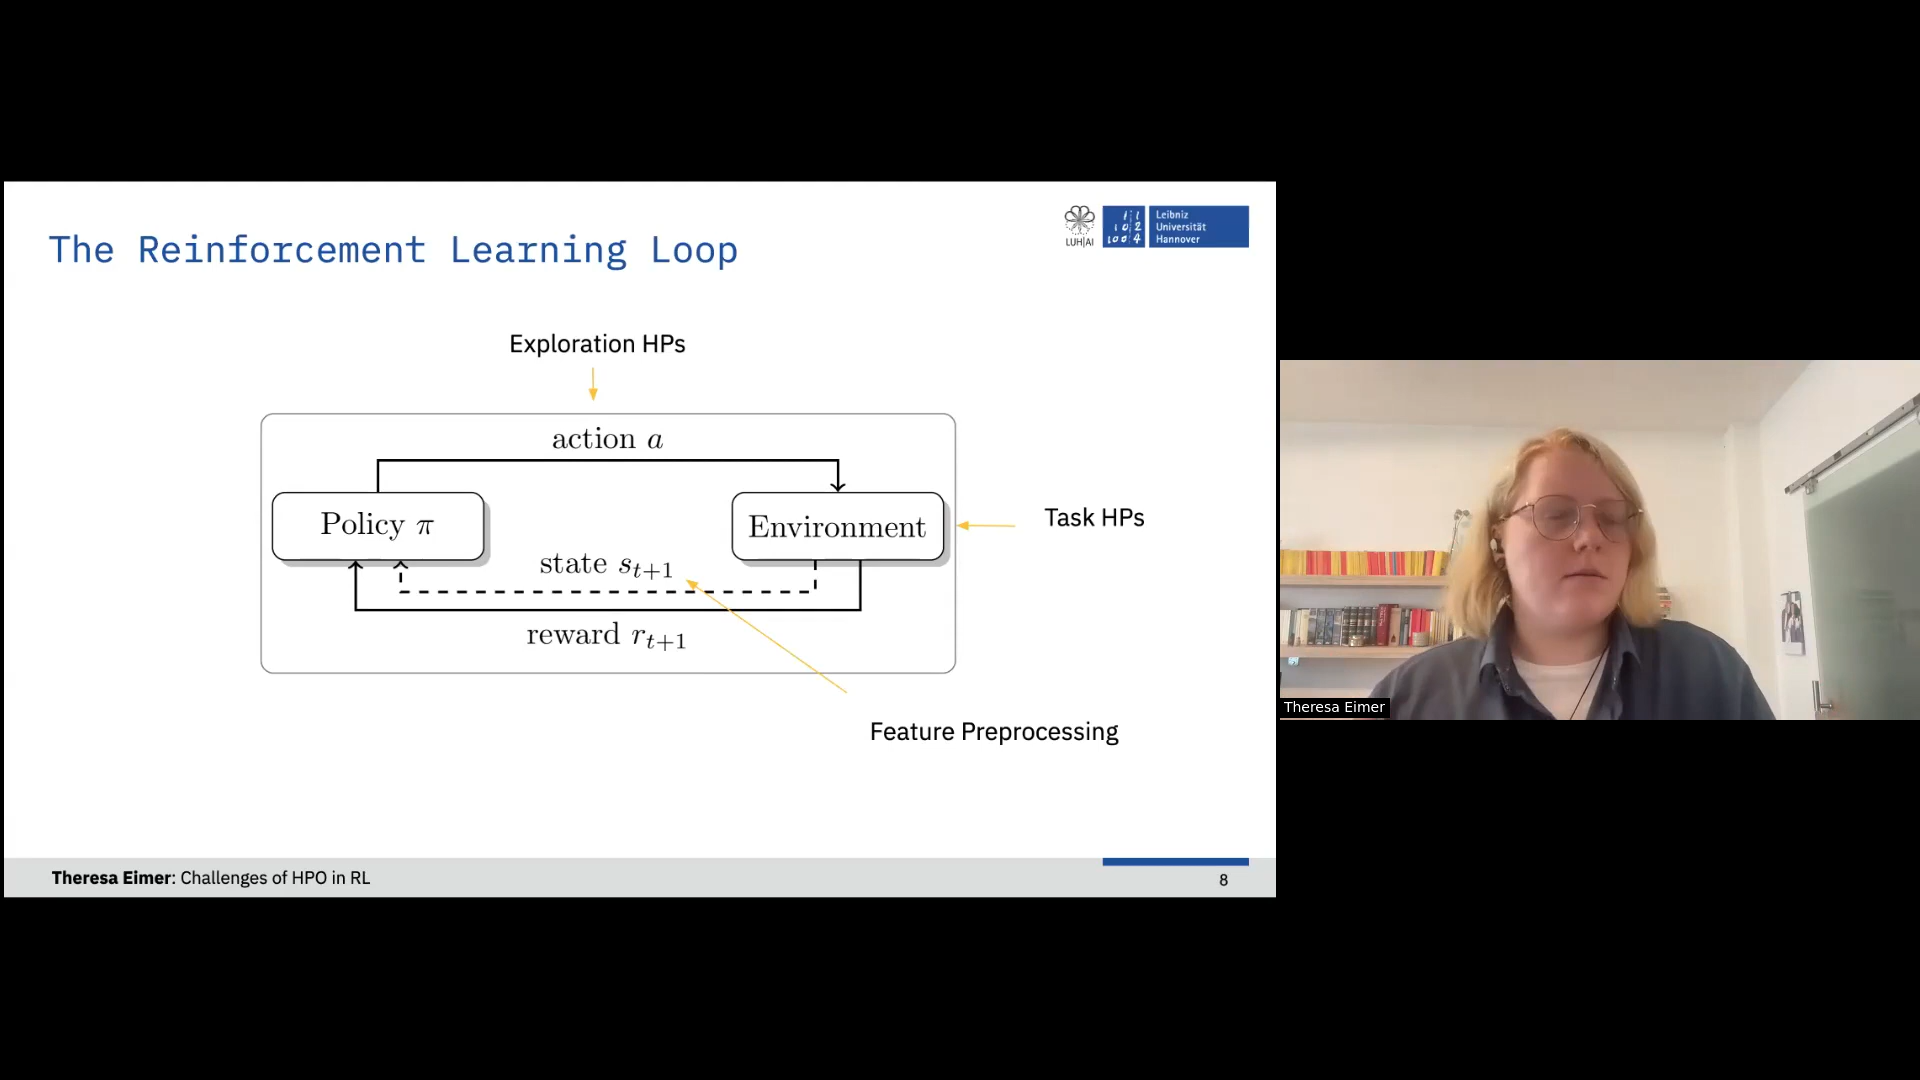 The Reinforcement Learning Loop
LUH|AI
Leibniz
Universität
Hannover
Exploration HPs
action a
Policy π
Environment
Task HPs
state s_{t+1}
reward r_{t+1}
Feature Preprocessing
Theresa Eimer
Theresa Eimer: Challenges of HPO in RL
8